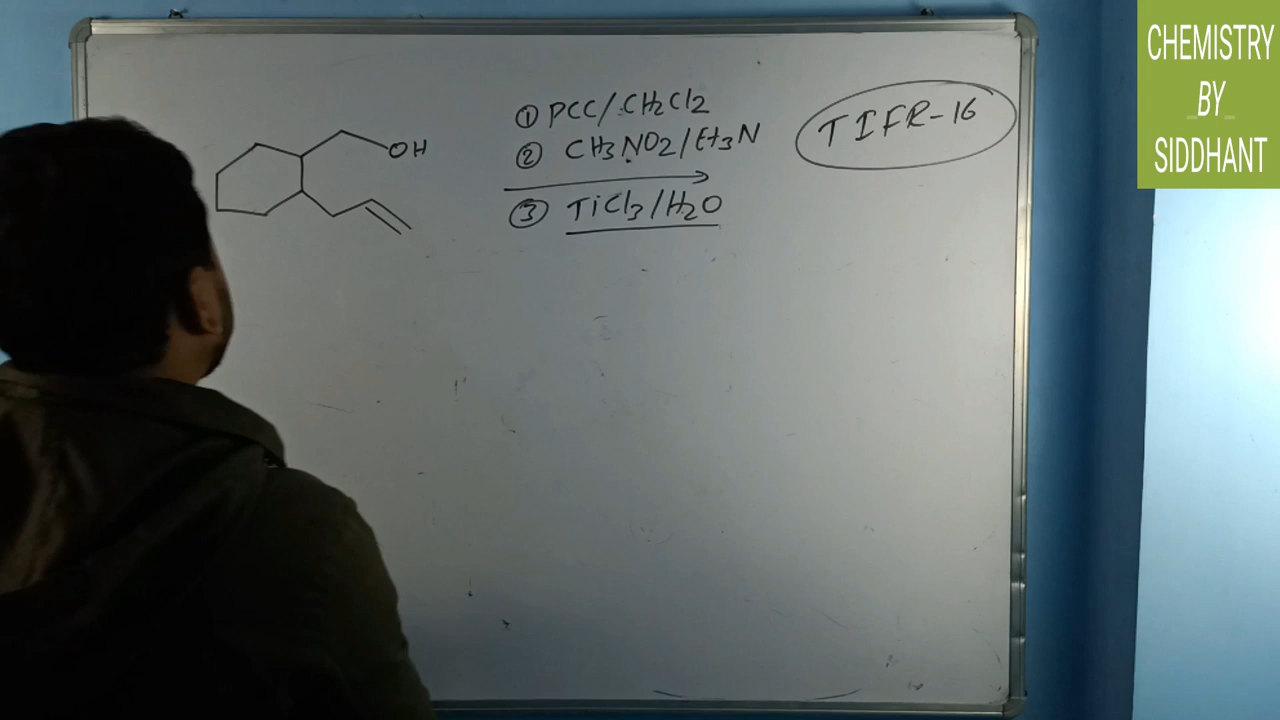 ① PCC/CH2Cl2
② CH3NO2/Et3N
③ TiCl3/H2O
OH
TIFR-16
CHEMISTRY
BY
SIDDHANT